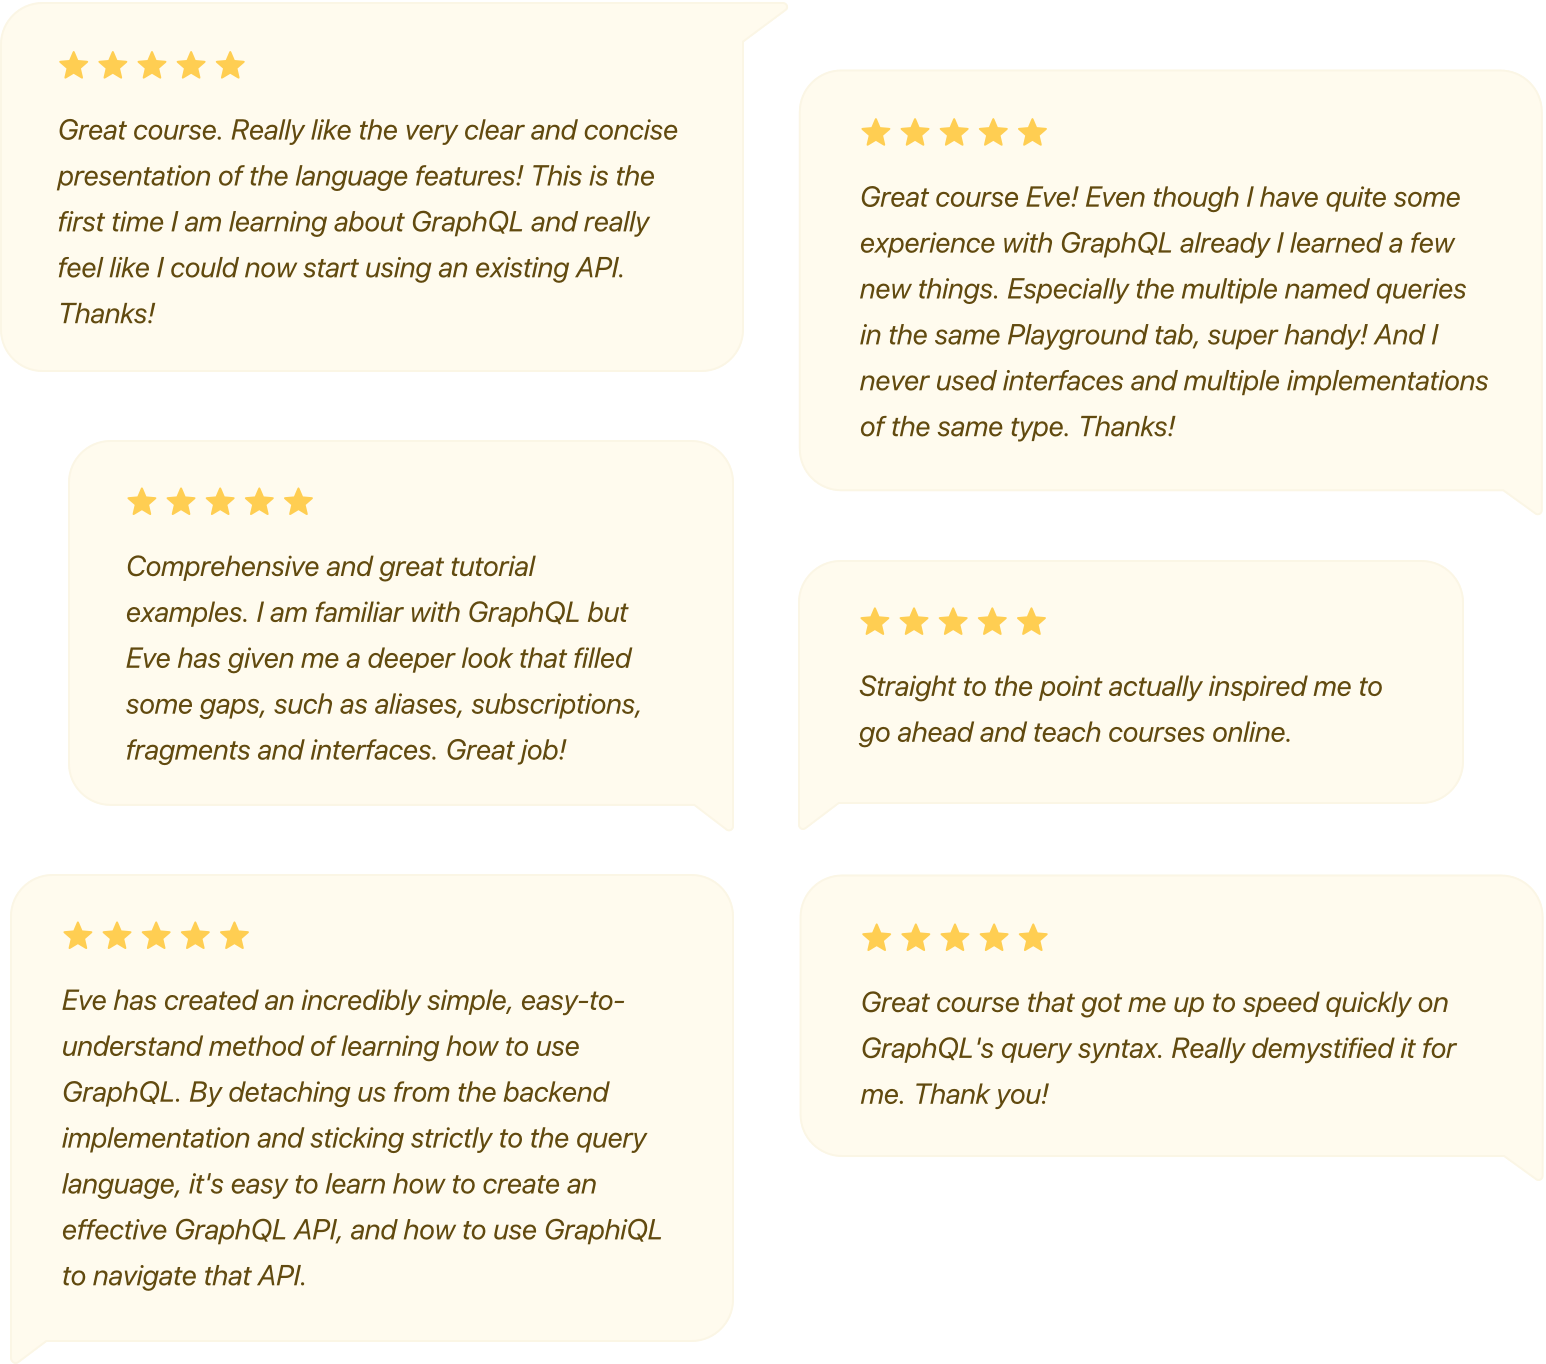 Great course. Really like the very clear and concise
presentation of the language features! This is the
first time I am learning about GraphQL and really
feel like I could now start using an existing API.
Thanks!
Great course Eve! Even though I have quite some
experience with GraphQL already I learned a few
new things. Especially the multiple named queries
in the same Playground tab, super handy! And I
never used interfaces and multiple implementations
of the same type. Thanks!
Comprehensive and great tutorial
examples. I am familiar with GraphQL but
Eve has given me a deeper look that filled
some gaps, such as aliases, subscriptions,
fragments and interfaces. Great job!
Straight to the point actually inspired me to
go ahead and teach courses online.
Eve has created an incredibly simple, easy-to-
understand method of learning how to use
GraphQL. By detaching us from the backend
implementation and sticking strictly to the query
language, it's easy to learn how to create an
effective GraphQL API, and how to use GraphiQL
to navigate that API.
Great course that got me up to speed quickly on
GraphQL's query syntax. Really demystified it for
me. Thank you!